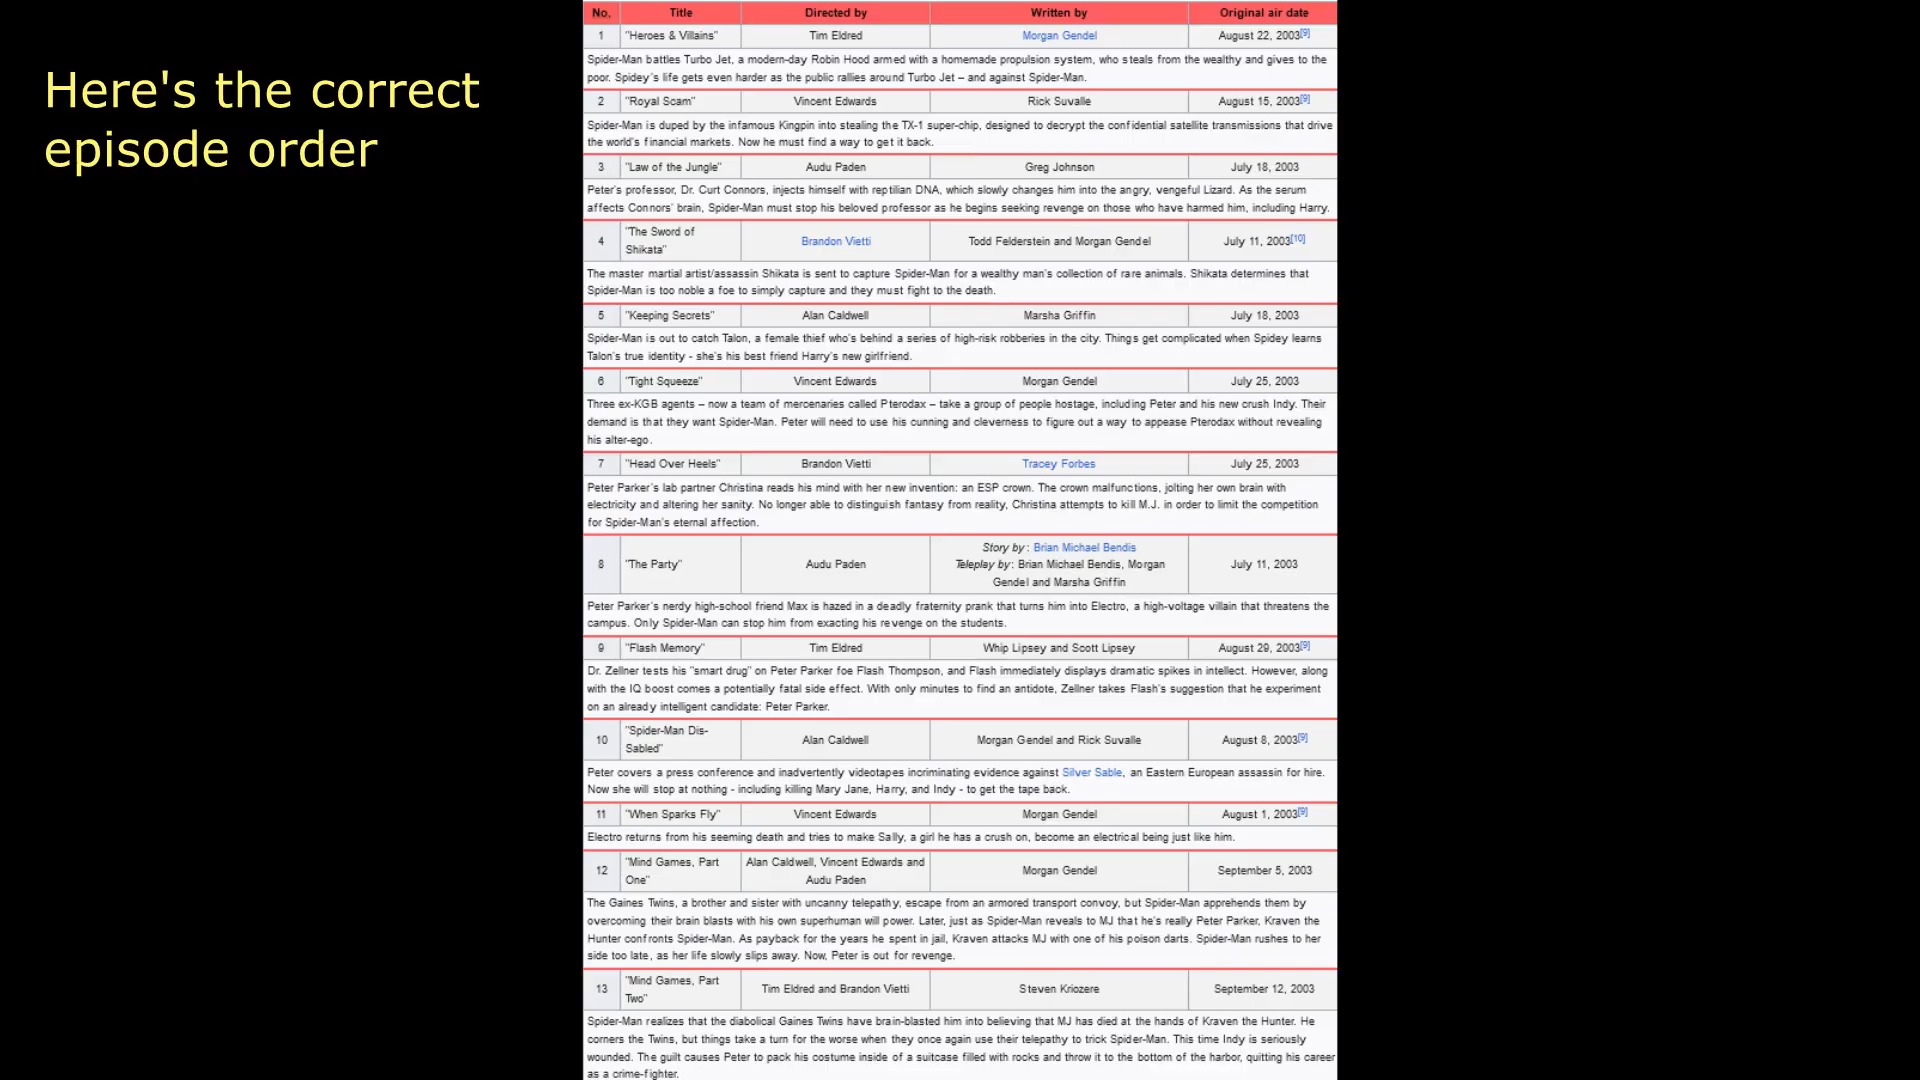 Here's the correct
episode order
No. Title Directed by Written by Original air date
1 "Heroes & Villains" Tim Eldred Morgan Gendel August 22, 2003[9]
Spider-Man battles Turbo Jet, a modern-day Robin Hood armed with a homemade propulsion system, who steals from the wealthy and gives to the
poor. Spidey's life gets even harder as the public rallies around Turbo Jet – and against Spider-Man.
2 "Royal Scam" Vincent Edwards Rick Suvalle August 15, 2003[9]
Spider-Man is duped by the infamous Kingpin into stealing the TX-1 super-chip, designed to decrypt the confidential satellite transmissions that drive
the world's financial markets. Now he must find a way to get it back.
3 "Law of the Jungle" Audu Paden Greg Johnson July 18, 2003
Peter's professor, Dr. Curt Connors, injects himself with reptilian DNA, which slowly changes him into the angry, vengeful Lizard. As the serum
affects Connors' brain, Spider-Man must stop his beloved professor as he begins seeking revenge on those who have harmed him, including Harry.
4 "The Sword of
Shikata" Brandon Vietti Todd Felderstein and Morgan Gendel July 11, 2003[10]
The master martial artist/assassin Shikata is sent to capture Spider-Man for a wealthy man's collection of rare animals. Shikata determines that
Spider-Man is too noble a foe to simply capture and they must fight to the death.
5 "Keeping Secrets" Alan Caldwell Marsha Griffin July 18, 2003
Spider-Man is out to catch Talon, a female thief who's behind a series of high-risk robberies in the city. Things get complicated when Spidey learns
Talon's true identity - she's his best friend Harry's new girlfriend.
6 "Tight Squeeze" Vincent Edwards Morgan Gendel July 25, 2003
Three ex-KGB agents – now a team of mercenaries called Pterodax – take a group of people hostage, including Peter and his new crush Indy. Their
demand is that they want Spider-Man. Peter will need to use his cunning and cleverness to figure out a way to appease Pterodax without revealing
his alter-ego.
7 "Head Over Heels" Brandon Vietti Tracey Forbes July 25, 2003
Peter Parker's lab partner Christina reads his mind with her new invention: an ESP crown. The crown malfunctions, jolting her own brain with
electricity and altering her sanity. No longer able to distinguish fantasy from reality, Christina attempts to kill M.J. in order to limit the competition
for Spider-Man's eternal affection.
8 "The Party" Audu Paden Story by: Brian Michael Bendis
Teleplay by: Brian Michael Bendis, Morgan
Gendel and Marsha Griffin July 11, 2003
Peter Parker's nerdy high-school friend Max is hazed in a deadly fraternity prank that turns him into Electro, a high-voltage villain that threatens the
campus. Only Spider-Man can stop him from exacting his revenge on the students.
9 "Flash Memory" Tim Eldred Whip Lipsey and Scott Lipsey August 29, 2003[9]
Dr. Zellner tests his "smart drug" on Peter Parker foe Flash Thompson, and Flash immediately displays dramatic spikes in intellect. However, along
with the IQ boost comes a potentially fatal side effect. With only minutes to find an antidote, Zellner takes Flash's suggestion that he experiment
on an already intelligent candidate: Peter Parker.
10 "Spider-Man Dis-
Sabled" Alan Caldwell Morgan Gendel and Rick Suvalle August 8, 2003[9]
Peter covers a press conference and inadvertently videotapes incriminating evidence against Silver Sable, an Eastern European assassin for hire.
Now she will stop at nothing - including killing Mary Jane, Harry, and Indy - to get the tape back.
11 "When Sparks Fly" Vincent Edwards Morgan Gendel August 1, 2003[9]
Electro returns from his seeming death and tries to make Sally, a girl he has a crush on, become an electrical being just like him.
12 "Mind Games, Part
One" Alan Caldwell, Vincent Edwards and
Audu Paden Morgan Gendel September 5, 2003
The Gaines Twins, a brother and sister with uncanny telepathy, escape from an armored transport convoy, but Spider-Man apprehends them by
overcoming their brain blasts with his own superhuman will power. Later, just as Spider-Man reveals to MJ that he's really Peter Parker, Kraven the
Hunter confronts Spider-Man. As payback for the years he spent in jail, Kraven attacks MJ with one of his poison darts. Spider-Man rushes to her
side too late, as her life slowly slips away. Now, Peter is out for revenge.
13 "Mind Games, Part
Two" Tim Eldred and Brandon Vietti Steven Kriozere September 12, 2003
Spider-Man realizes that the diabolical Gaines Twins have brain-blasted him into believing that MJ has died at the hands of Kraven the Hunter. He
corners the Twins, but things take a turn for the worse when they once again use their telepathy to trick Spider-Man. This time Indy is seriously
wounded. The guilt causes Peter to pack his costume inside of a suitcase filled with rocks and throw it to the bottom of the harbor, quitting his career
as a crime-fighter.